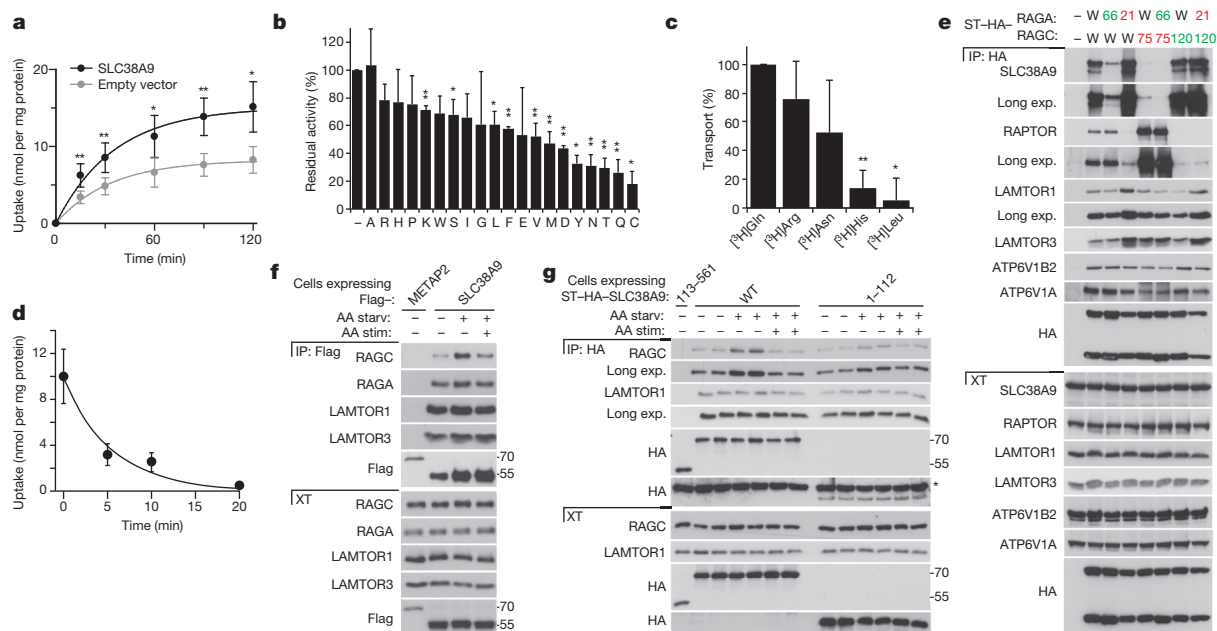 a
SLC38A9
Empty vector
Uptake (nmol per mg protein)
20
10
0
0 30 60 90 120
Time (min)
** ** * ** *
b
Residual activity (%)
120
100
80
60
40
20
0
** * * ** ** ** ** * ** ** * *
– A R H P K W S I G L F E V M D Y N T Q C
c
Transport (%)
100
80
60
40
20
0
** *
[³H]Gln [³H]Arg [³H]Asn [³H]His [³H]Leu
d
Uptake (nmol per mg protein)
12
8
4
0
0 5 10 15 20
Time (min)
e
ST–HA–
RAGA – W 66 21 W 66 W 21
RAGC: – W W W 75 75 120 120
IP: HA
SLC38A9
Long exp.
RAPTOR
Long exp.
LAMTOR1
Long exp.
LAMTOR3
ATP6V1B2
ATP6V1A
HA
XT
SLC38A9
RAPTOR
LAMTOR1
LAMTOR3
ATP6V1B2
ATP6V1A
HA
f
Cells expressing
Flag–: METAP2 SLC38A9
AA starv: – – + +
AA stim: – – – +
IP: Flag
RAGC
RAGA
LAMTOR1
LAMTOR3
Flag
-70
-55
XT
RAGC
RAGA
LAMTOR1
LAMTOR3
Flag
-70
-55
g
Cells expressing
ST–HA–SLC38A9: 113–561 WT 1–112
AA starv: – – – + + + + – – + + + +
AA stim: – – – – – + + – – – – + +
IP: HA
RAGC
Long exp.
LAMTOR1
Long exp.
HA
-70
-55
HA
*
XT
RAGC
LAMTOR1
HA
-70
-55
HA